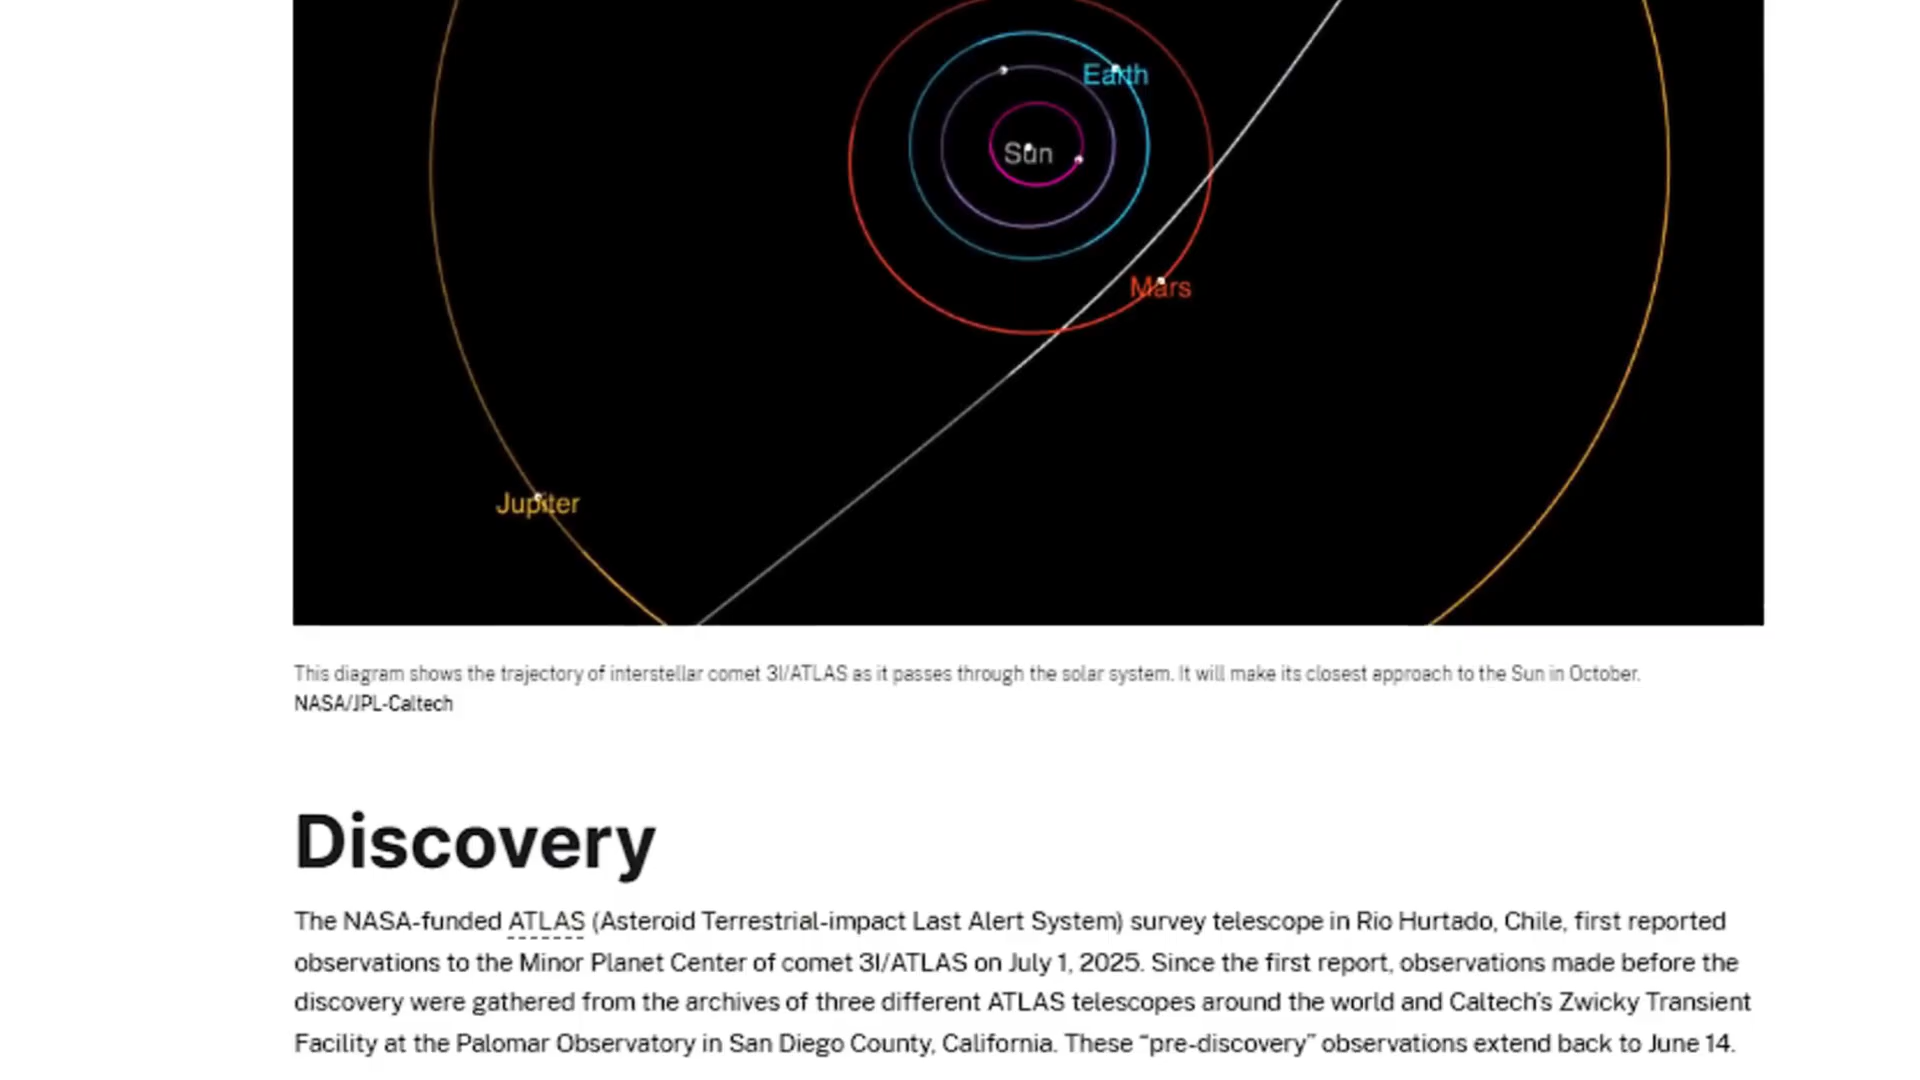 Earth
Sun
Mars
Jupiter
This diagram shows the trajectory of interstellar comet 3I/ATLAS as it passes through the solar system. It will make its closest approach to the Sun in October.
NASA/JPL-Caltech
Discovery
The NASA-funded ATLAS (Asteroid Terrestrial-impact Last Alert System) survey telescope in Rio Hurtado, Chile, first reported
observations to the Minor Planet Center of comet 3I/ATLAS on July 1, 2025. Since the first report, observations made before the
discovery were gathered from the archives of three different ATLAS telescopes around the world and Caltech's Zwicky Transient
Facility at the Palomar Observatory in San Diego County, California. These “pre-discovery” observations extend back to June 14.